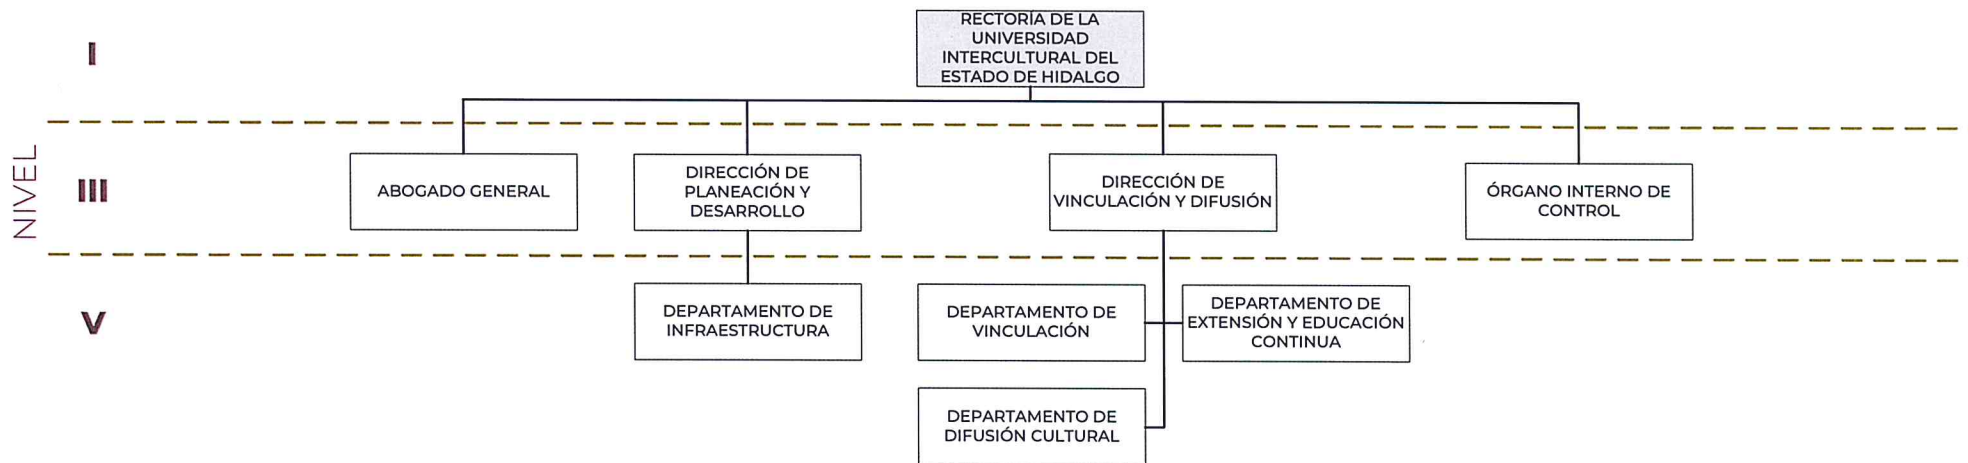 I
RECTORÍA DE LA
UNIVERSIDAD
INTERCULTURAL DEL
ESTADO DE HIDALGO
NIVEL
III
ABOGADO GENERAL
DIRECCIÓN DE
PLANEACIÓN Y
DESARROLLO
DIRECCIÓN DE
VINCULACIÓN Y DIFUSIÓN
ÓRGANO INTERNO DE
CONTROL
V
DEPARTAMENTO DE
INFRAESTRUCTURA
DEPARTAMENTO DE
VINCULACIÓN
DEPARTAMENTO DE
EXTENSIÓN Y EDUCACIÓN
CONTINUA
DEPARTAMENTO DE
DIFUSIÓN CULTURAL